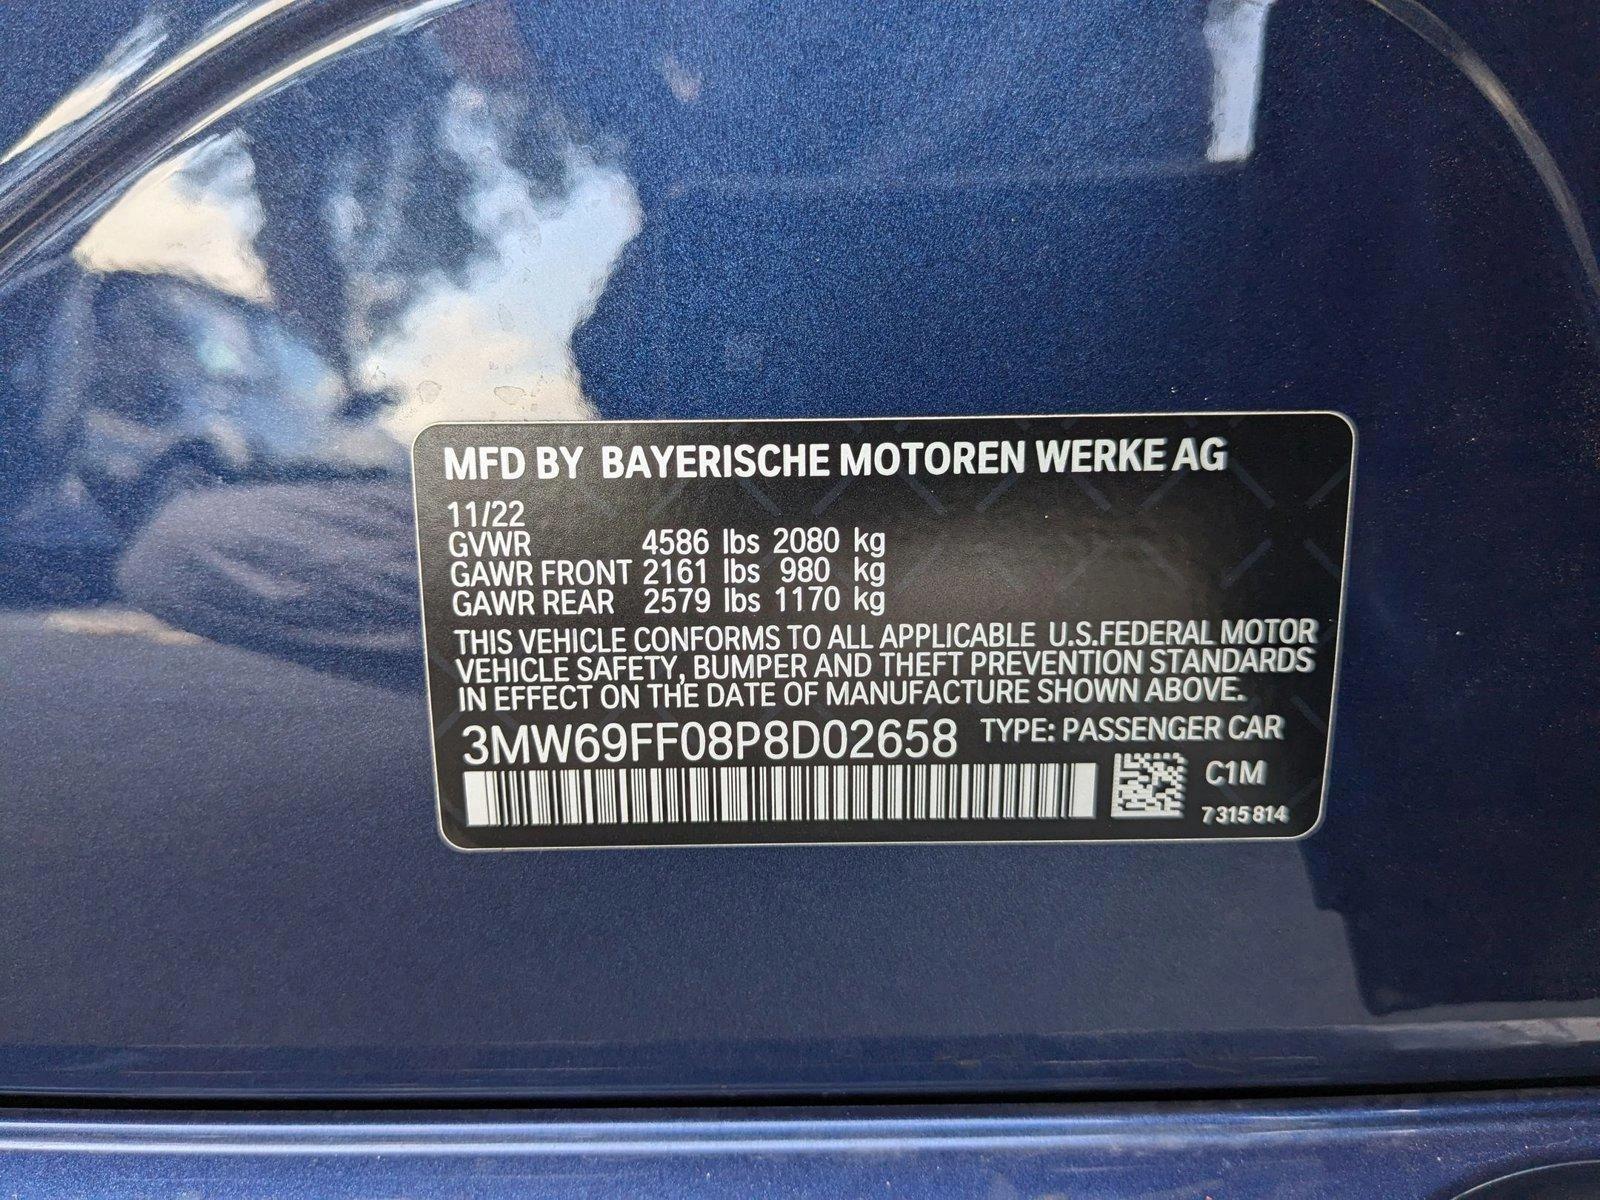 MFD BY BAYERISCHE MOTOREN WERKE AG
11/22
GVWR 4586 lbs 2080 kg
GAWR FRONT 2161 lbs 980 kg
GAWR REAR 2579 lbs 1170 kg
THIS VEHICLE CONFORMS TO ALL APPLICABLE U.S.FEDERAL MOTOR
VEHICLE SAFETY, BUMPER AND THEFT PREVENTION STANDARDS
IN EFFECT ON THE DATE OF MANUFACTURE SHOWN ABOVE.
3MW69FF08P8D02658 TYPE: PASSENGER CAR
C1M
7 315 814